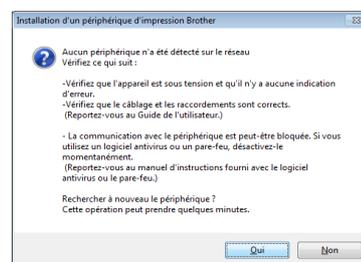 Installation d'un périphérique d'impression Brother
Aucun périphérique n'a été détecté sur le réseau
Vérifiez ce qui suit :
-Vérifiez que l'appareil est sous tension et qu'il n'y a aucune indication
d'erreur.
-Vérifiez que le câblage et les raccordements sont corrects.
(Reportez-vous au Guide de l'utilisateur.)
- La communication avec le périphérique est peut-être bloquée. Si vous
utilisez un logiciel antivirus ou un pare-feu, désactivez-le
momentanément.
(Reportez-vous au manuel d'instructions fourni avec le logiciel
antivirus ou le pare-feu.)
Rechercher à nouveau le périphérique ?
Cette opération peut prendre quelques minutes.
Oui
Non